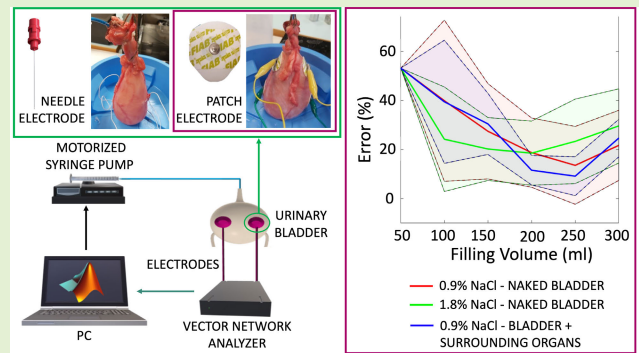 NEEDLE
ELECTRODE
FIAB
FIAB
FIAB
PATCH
ELECTRODE
MOTORIZED
SYRINGE PUMP
URINARY
BLADDER
ELECTRODES
PC
VECTOR NETWORK
ANALYZER
Error (%)
60
40
20
0
50 100 150 200 250 300
Filling Volume (ml)
0.9% NaCl - NAKED BLADDER
1.8% NaCl - NAKED BLADDER
0.9% NaCl - BLADDER +
SURROUNDING ORGANS